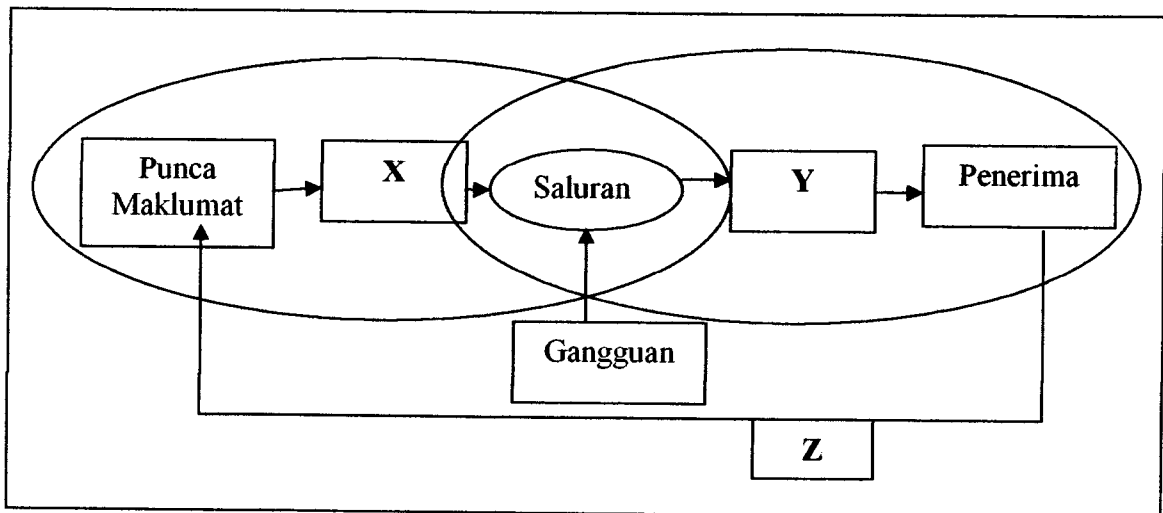 Punca
Maklumat
X
Saluran
Y
Penerima
Gangguan
Z